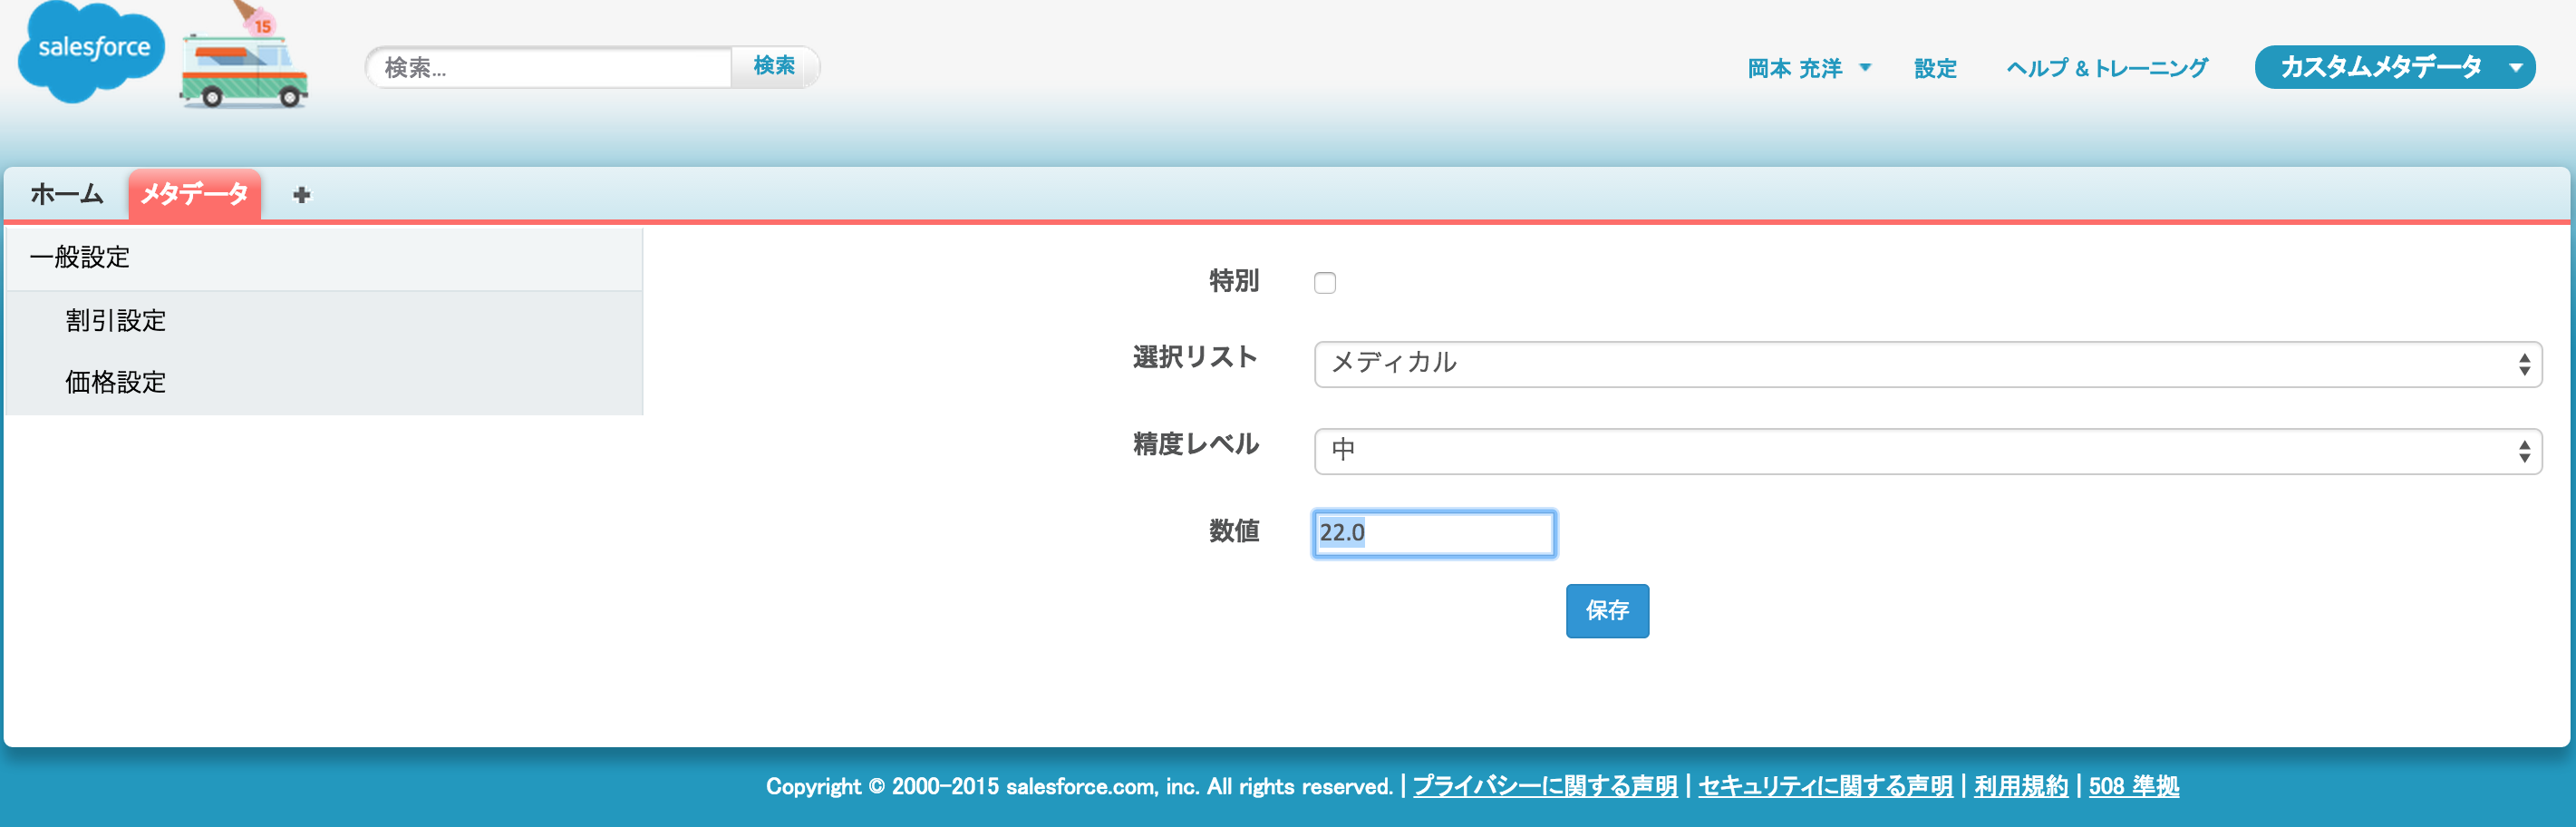 salesforce
15
検索...
検索
岡本 充洋
設定
ヘルプ & トレーニング
カスタムメタデータ
ホーム
メタデータ
一般設定
割引設定
価格設定
特別
選択リスト
メディカル
精度レベル
中
数値
22.0
保存
Copyright © 2000-2015 salesforce.com, inc. All rights reserved. | プライバシーに関する声明 | セキュリティに関する声明 | 利用規約 | 508 準拠